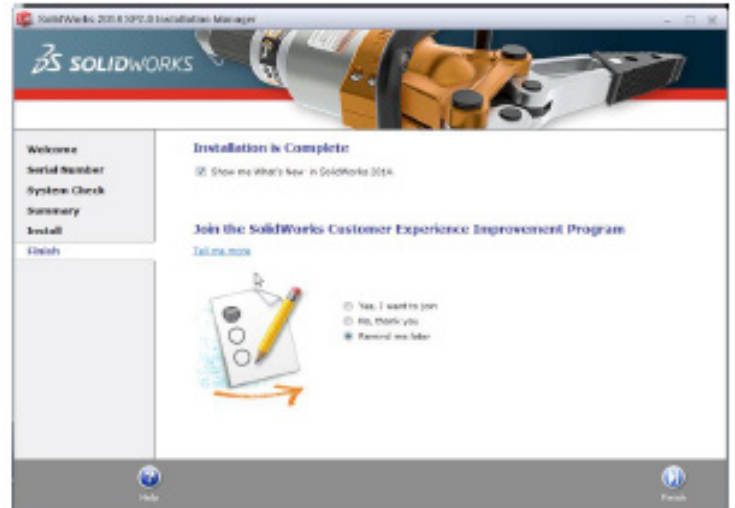 SolidWorks 2014 SP2.0 Installation Manager
SOLIDWORKS
Welcome
Serial Number
System Check
Summary
Install
Finish
Installation is Complete
Show me What's New in SolidWorks 2014
Join the SolidWorks Customer Experience Improvement Program
Tell me more
Yes, I want to join
No, thank you
Remind me later
Help
Finish